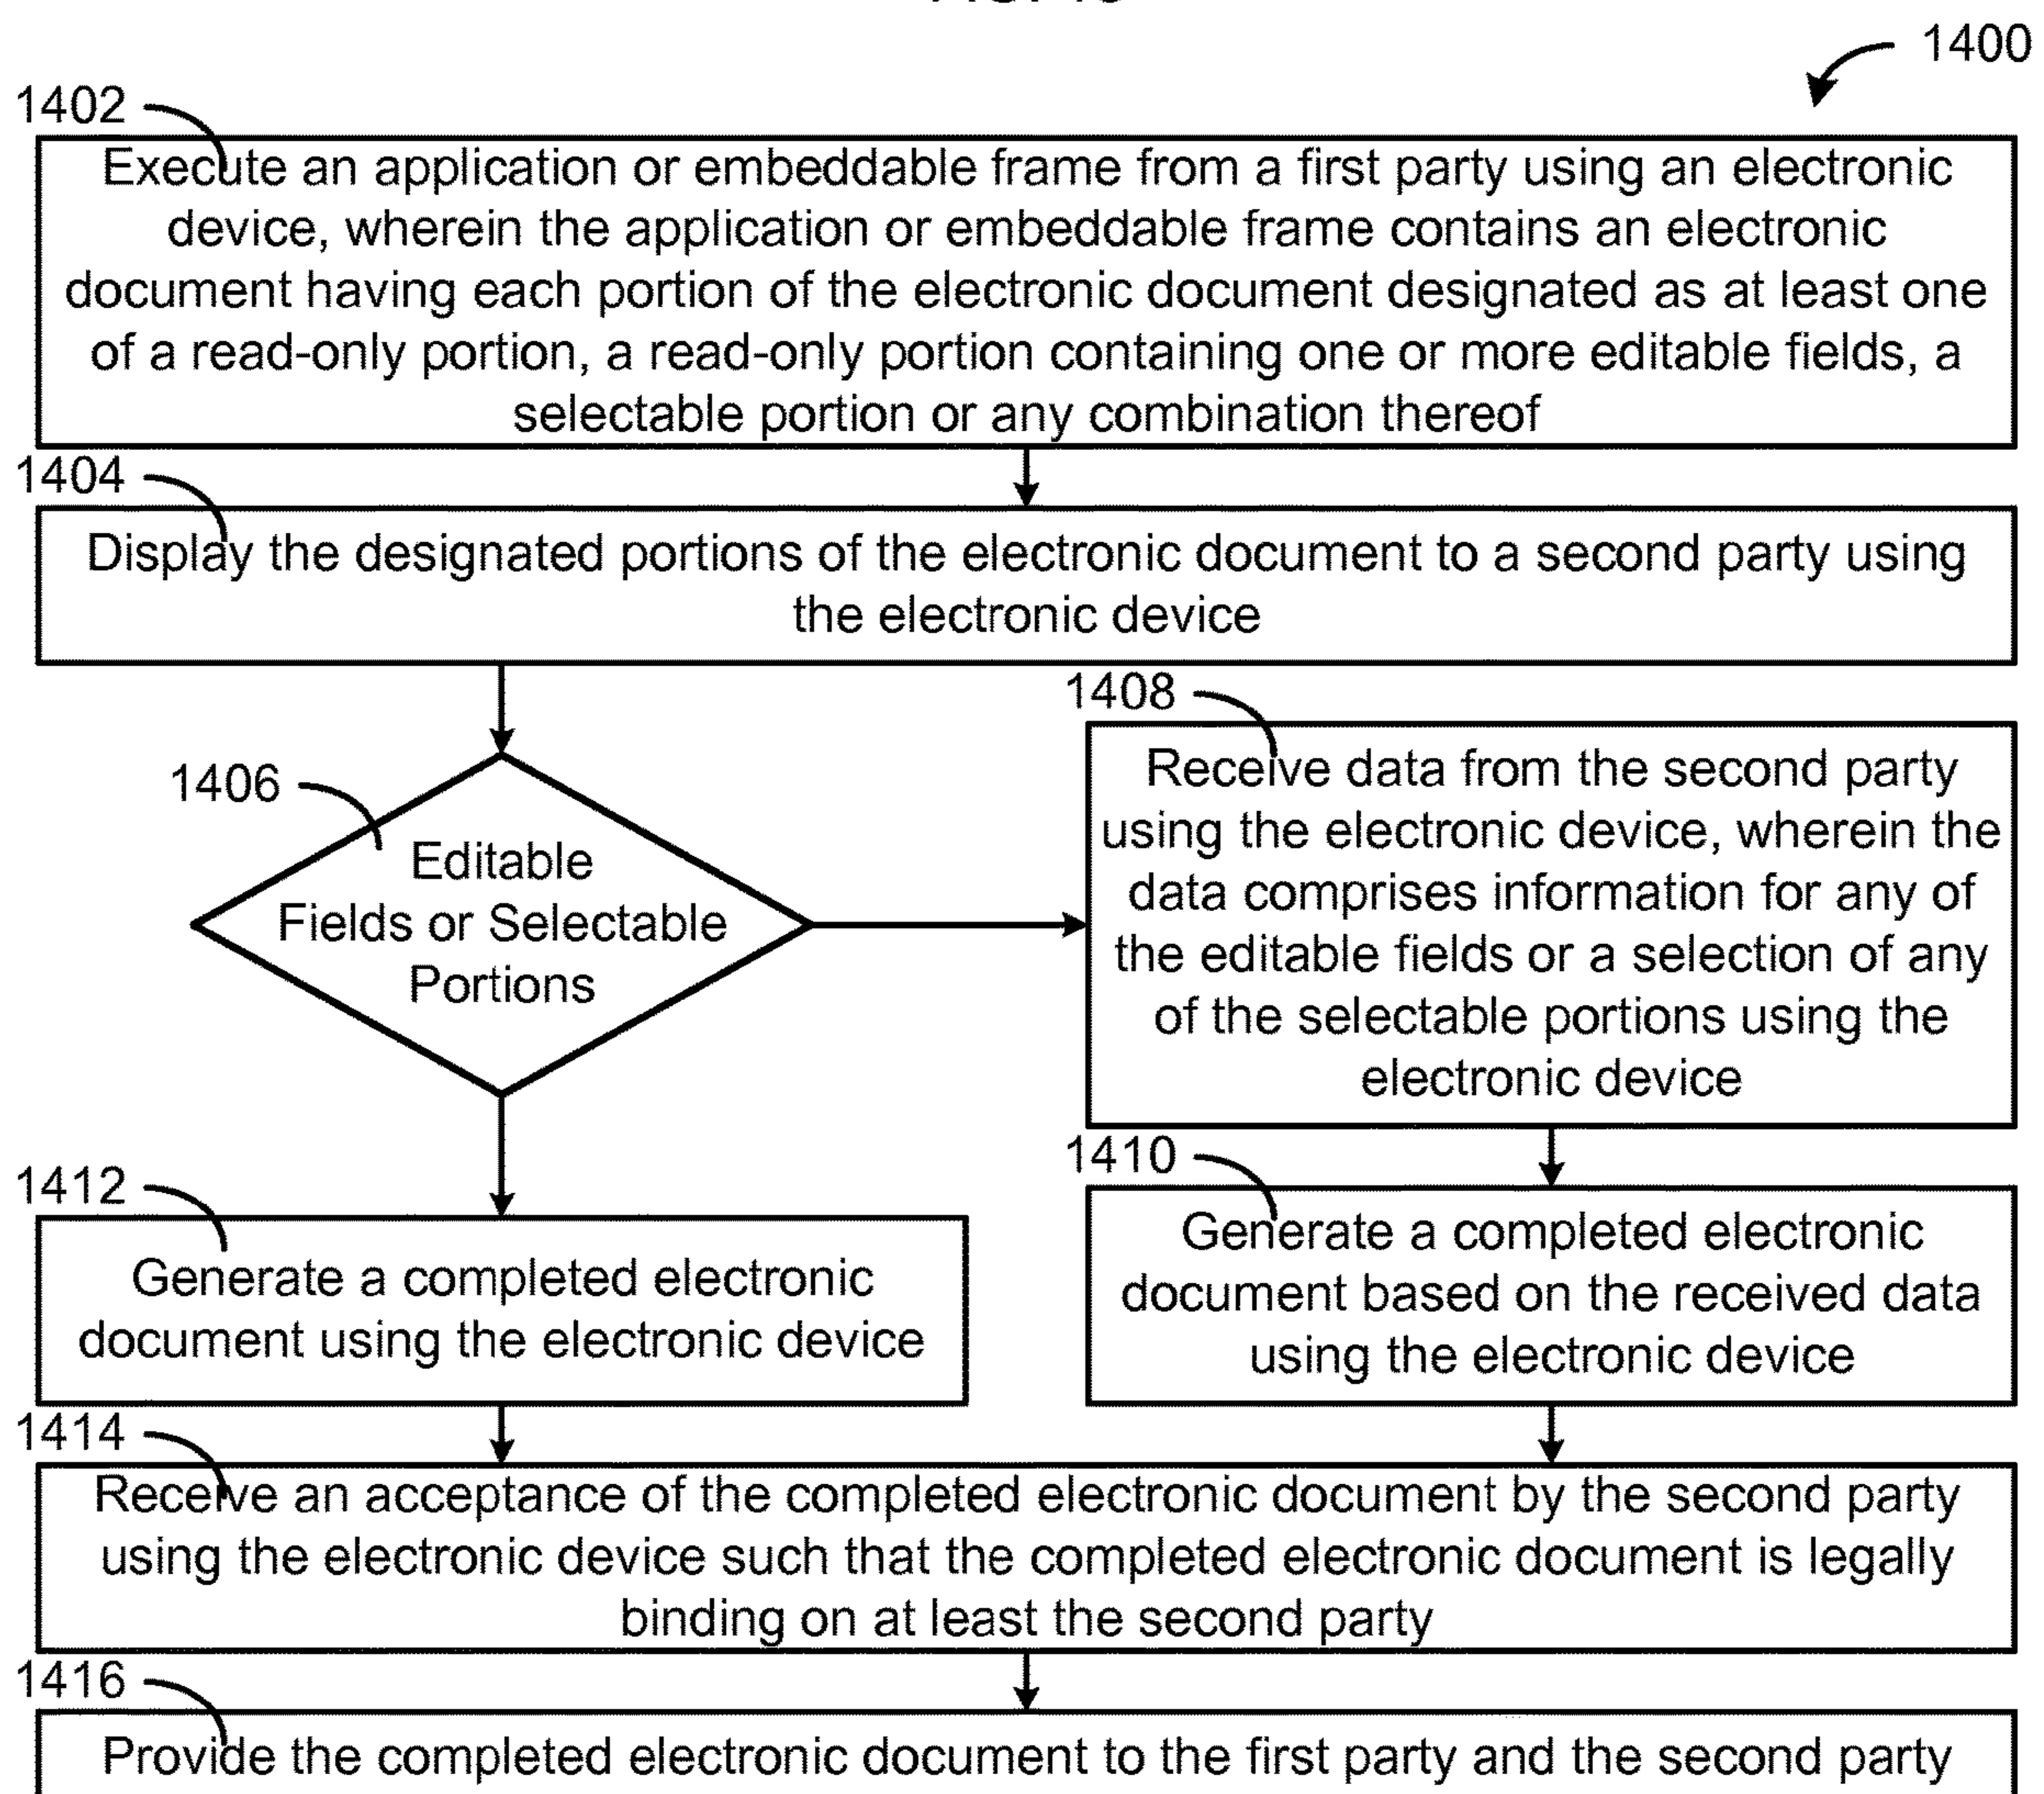 1400
1402
Execute an application or embeddable frame from a first party using an electronic
device, wherein the application or embeddable frame contains an electronic
document having each portion of the electronic document designated as at least one
of a read-only portion, a read-only portion containing one or more editable fields, a
selectable portion or any combination thereof
1404
Display the designated portions of the electronic document to a second party using
the electronic device
1406
Editable
Fields or Selectable
Portions
1408
Receive data from the second party
using the electronic device, wherein the
data comprises information for any of
the editable fields or a selection of any
of the selectable portions using the
electronic device
1410
Generate a completed electronic
document based on the received data
using the electronic device
1412
Generate a completed electronic
document using the electronic device
1414
Receive an acceptance of the completed electronic document by the second party
using the electronic device such that the completed electronic document is legally
binding on at least the second party
1416
Provide the completed electronic document to the first party and the second party